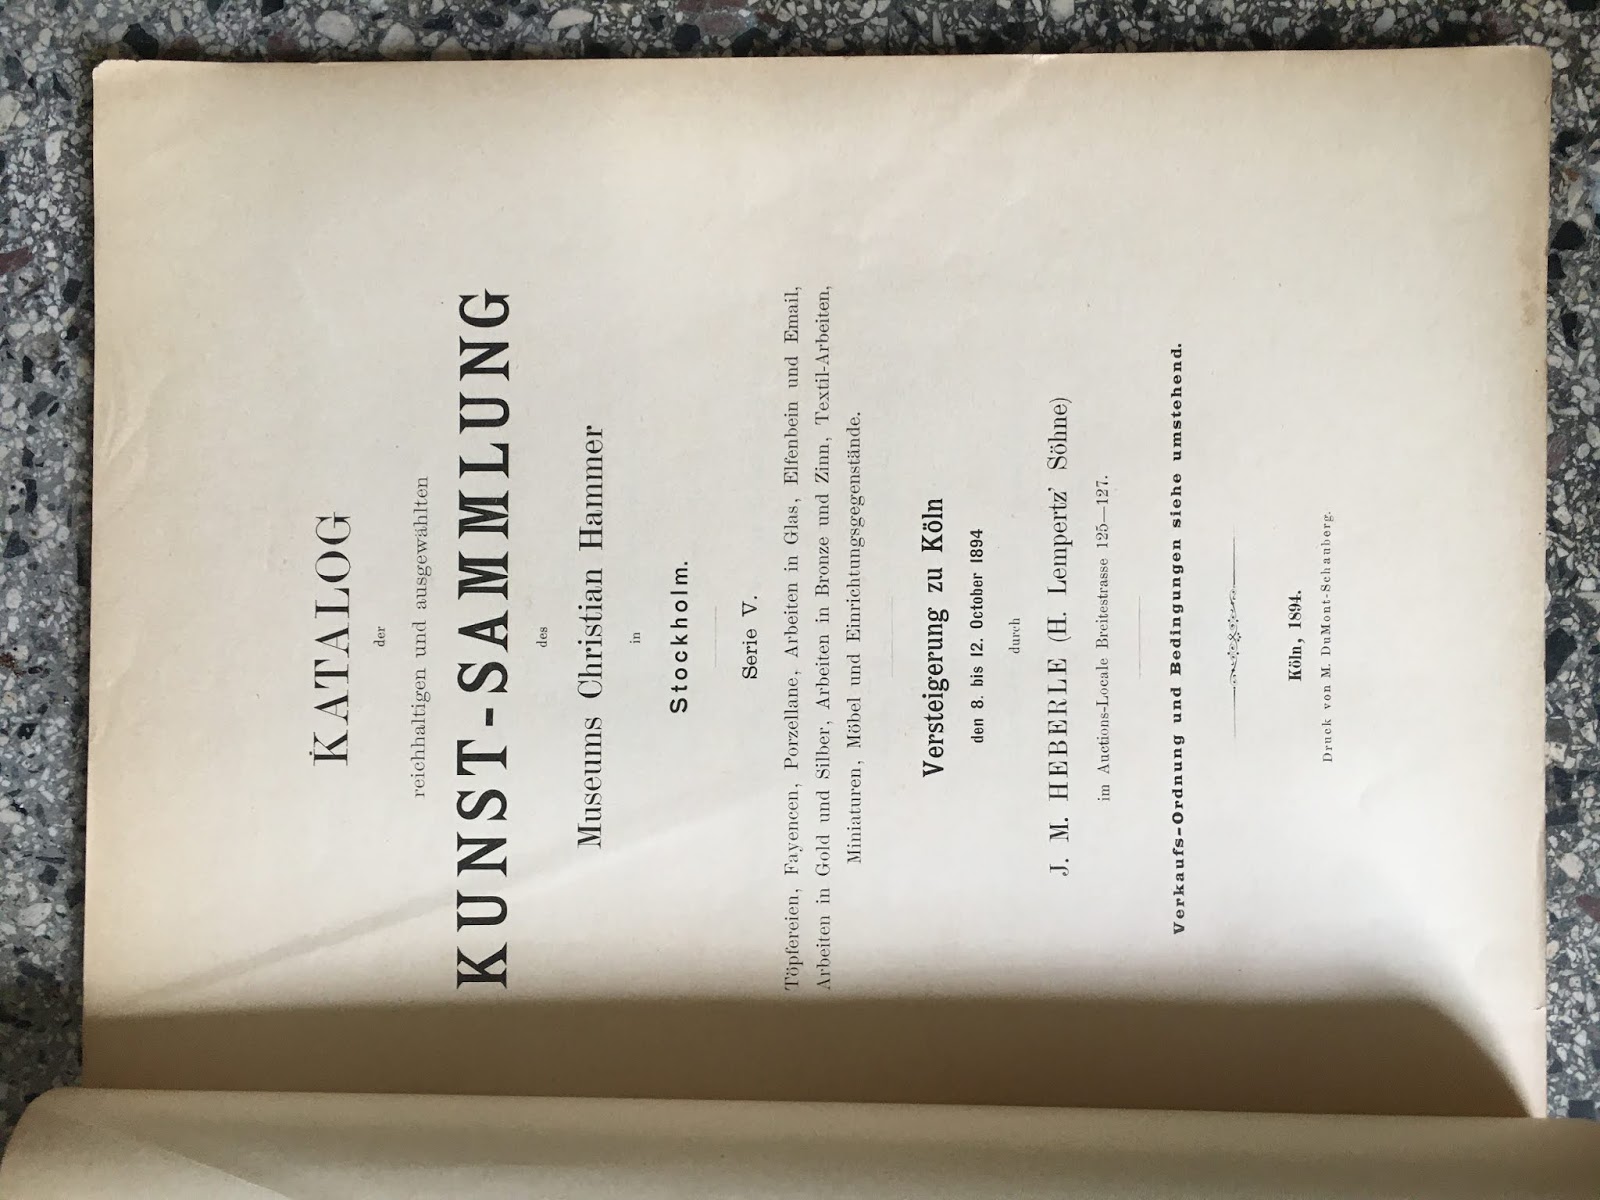 KATALOG
der
reichhaltigen und ausgewählten
KUNST-SAMMLUNG
des
Museums Christian Hammer
in
Stockholm.
Serie V.
Töpfereien, Fayencen, Porzellane, Arbeiten in Glas, Elfenbein und Email,
Arbeiten in Gold und Silber, Arbeiten in Bronze und Zinn, Textil-Arbeiten,
Miniaturen, Möbel und Einrichtungsgegenstände.
Versteigerung zu Köln
den 8. bis 12. October 1894
durch
J. M. HEBERLE (H. Lempertz' Söhne)
im Auctions-Locale Breitestrasse 125—127.
Verkaufs-Ordnung und Bedingungen siehe umstehend.
Köln, 1894.
Druck von M. DuMont-Schauberg.